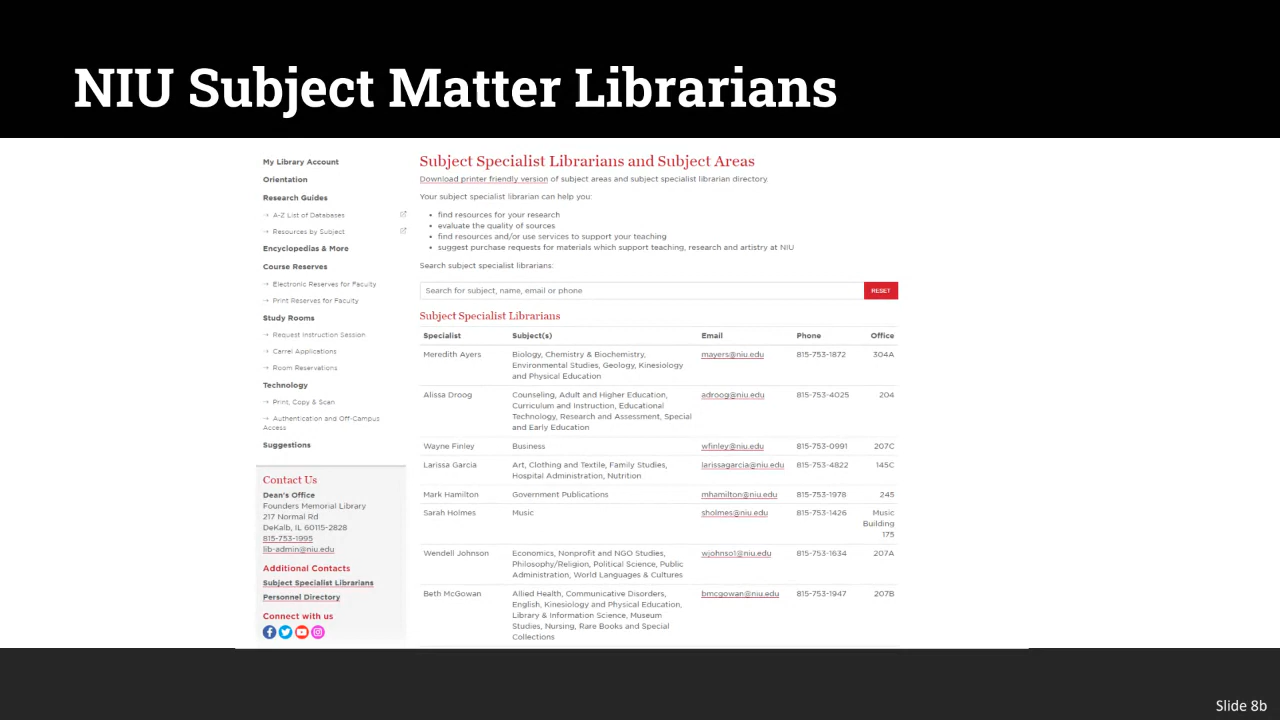 NIU Subject Matter Librarians
My Library Account
Orientation
Research Guides
→ A-Z List of Databases
→ Resources by Subject
Encyclopedias & More
Course Reserves
→ Electronic Reserves for Faculty
→ Print Reserves for Faculty
Study Rooms
→ Request Instruction Session
→ Carrel Applications
→ Room Reservations
Technology
→ Print, Copy & Scan
→ Authentication and Off-Campus
Access
Suggestions
Contact Us
Dean's Office
Founders Memorial Library
217 Normal Rd
DeKalb, IL 60115-2828
815-753-1995
lib-admin@niu.edu
Additional Contacts
Subject Specialist Librarians
Personnel Directory
Connect with us
Subject Specialist Librarians and Subject Areas
Download printer friendly version of subject areas and subject specialist librarian directory.
Your subject specialist librarian can help you:
• find resources for your research
• evaluate the quality of sources
• find resources and/or use services to support your teaching
• suggest purchase requests for materials which support teaching, research and artistry at NIU
Search subject specialist librarians:
Search for subject, name, email or phone RESET
Subject Specialist Librarians
Specialist Subject(s) Email Phone Office
Meredith Ayers Biology, Chemistry & Biochemistry, mayers@niu.edu 815-753-1872 304A
Environmental Studies, Geology, Kinesiology
and Physical Education
Alissa Droog Counseling, Adult and Higher Education, adroog@niu.edu 815-753-4025 204
Curriculum and Instruction, Educational
Technology, Research and Assessment, Special
and Early Education
Wayne Finley Business wfinley@niu.edu 815-753-0991 207C
Larissa Garcia Art, Clothing and Textile, Family Studies, larissagarcia@niu.edu 815-753-4822 145C
Hospital Administration, Nutrition
Mark Hamilton Government Publications mhamilton@niu.edu 815-753-1978 245
Sarah Holmes Music sholmes@niu.edu 815-753-1426 Music
Building
175
Wendell Johnson Economics, Nonprofit and NGO Studies, wjohnso1@niu.edu 815-753-1634 207A
Philosophy/Religion, Political Science, Public
Administration, World Languages & Cultures
Beth McGowan Allied Health, Communicative Disorders, bmcgowan@niu.edu 815-753-1947 207B
English, Kinesiology and Physical Education,
Library & Information Science, Museum
Studies, Nursing, Rare Books and Special
Collections
Slide 8b